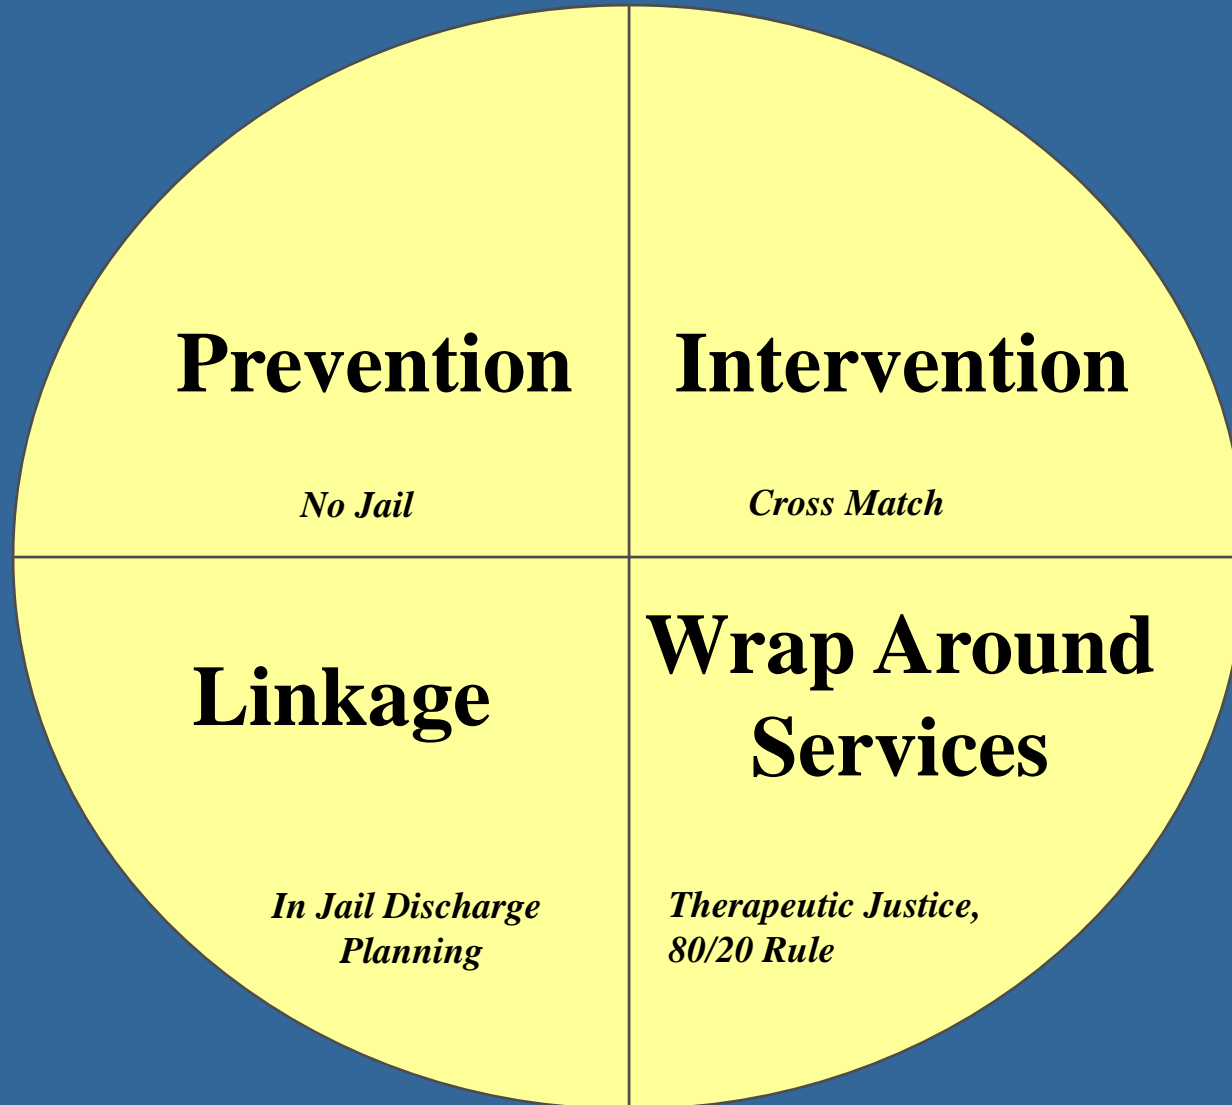 Prevention
Intervention
No Jail
Cross Match
Linkage
Wrap Around
Services
In Jail Discharge
Planning
Therapeutic Justice,
80/20 Rule